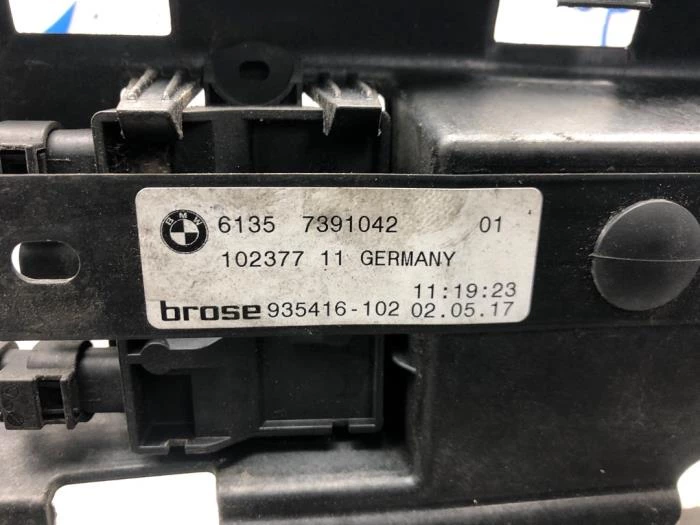 BMW
6135 7391042 01
102377 11 GERMANY
11:19:23
brose 935416-102 02.05.17